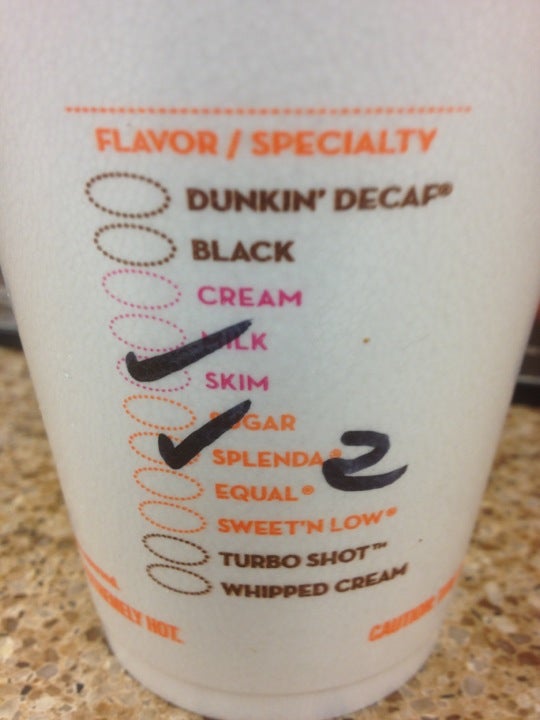 FLAVOR / SPECIALTY
DUNKIN' DECAF®
BLACK
CREAM
MILK
SKIM
SUGAR
SPLENDA® 2
EQUAL®
SWEET'N LOW®
TURBO SHOT™
WHIPPED CREAM
HOT.
CAUTION